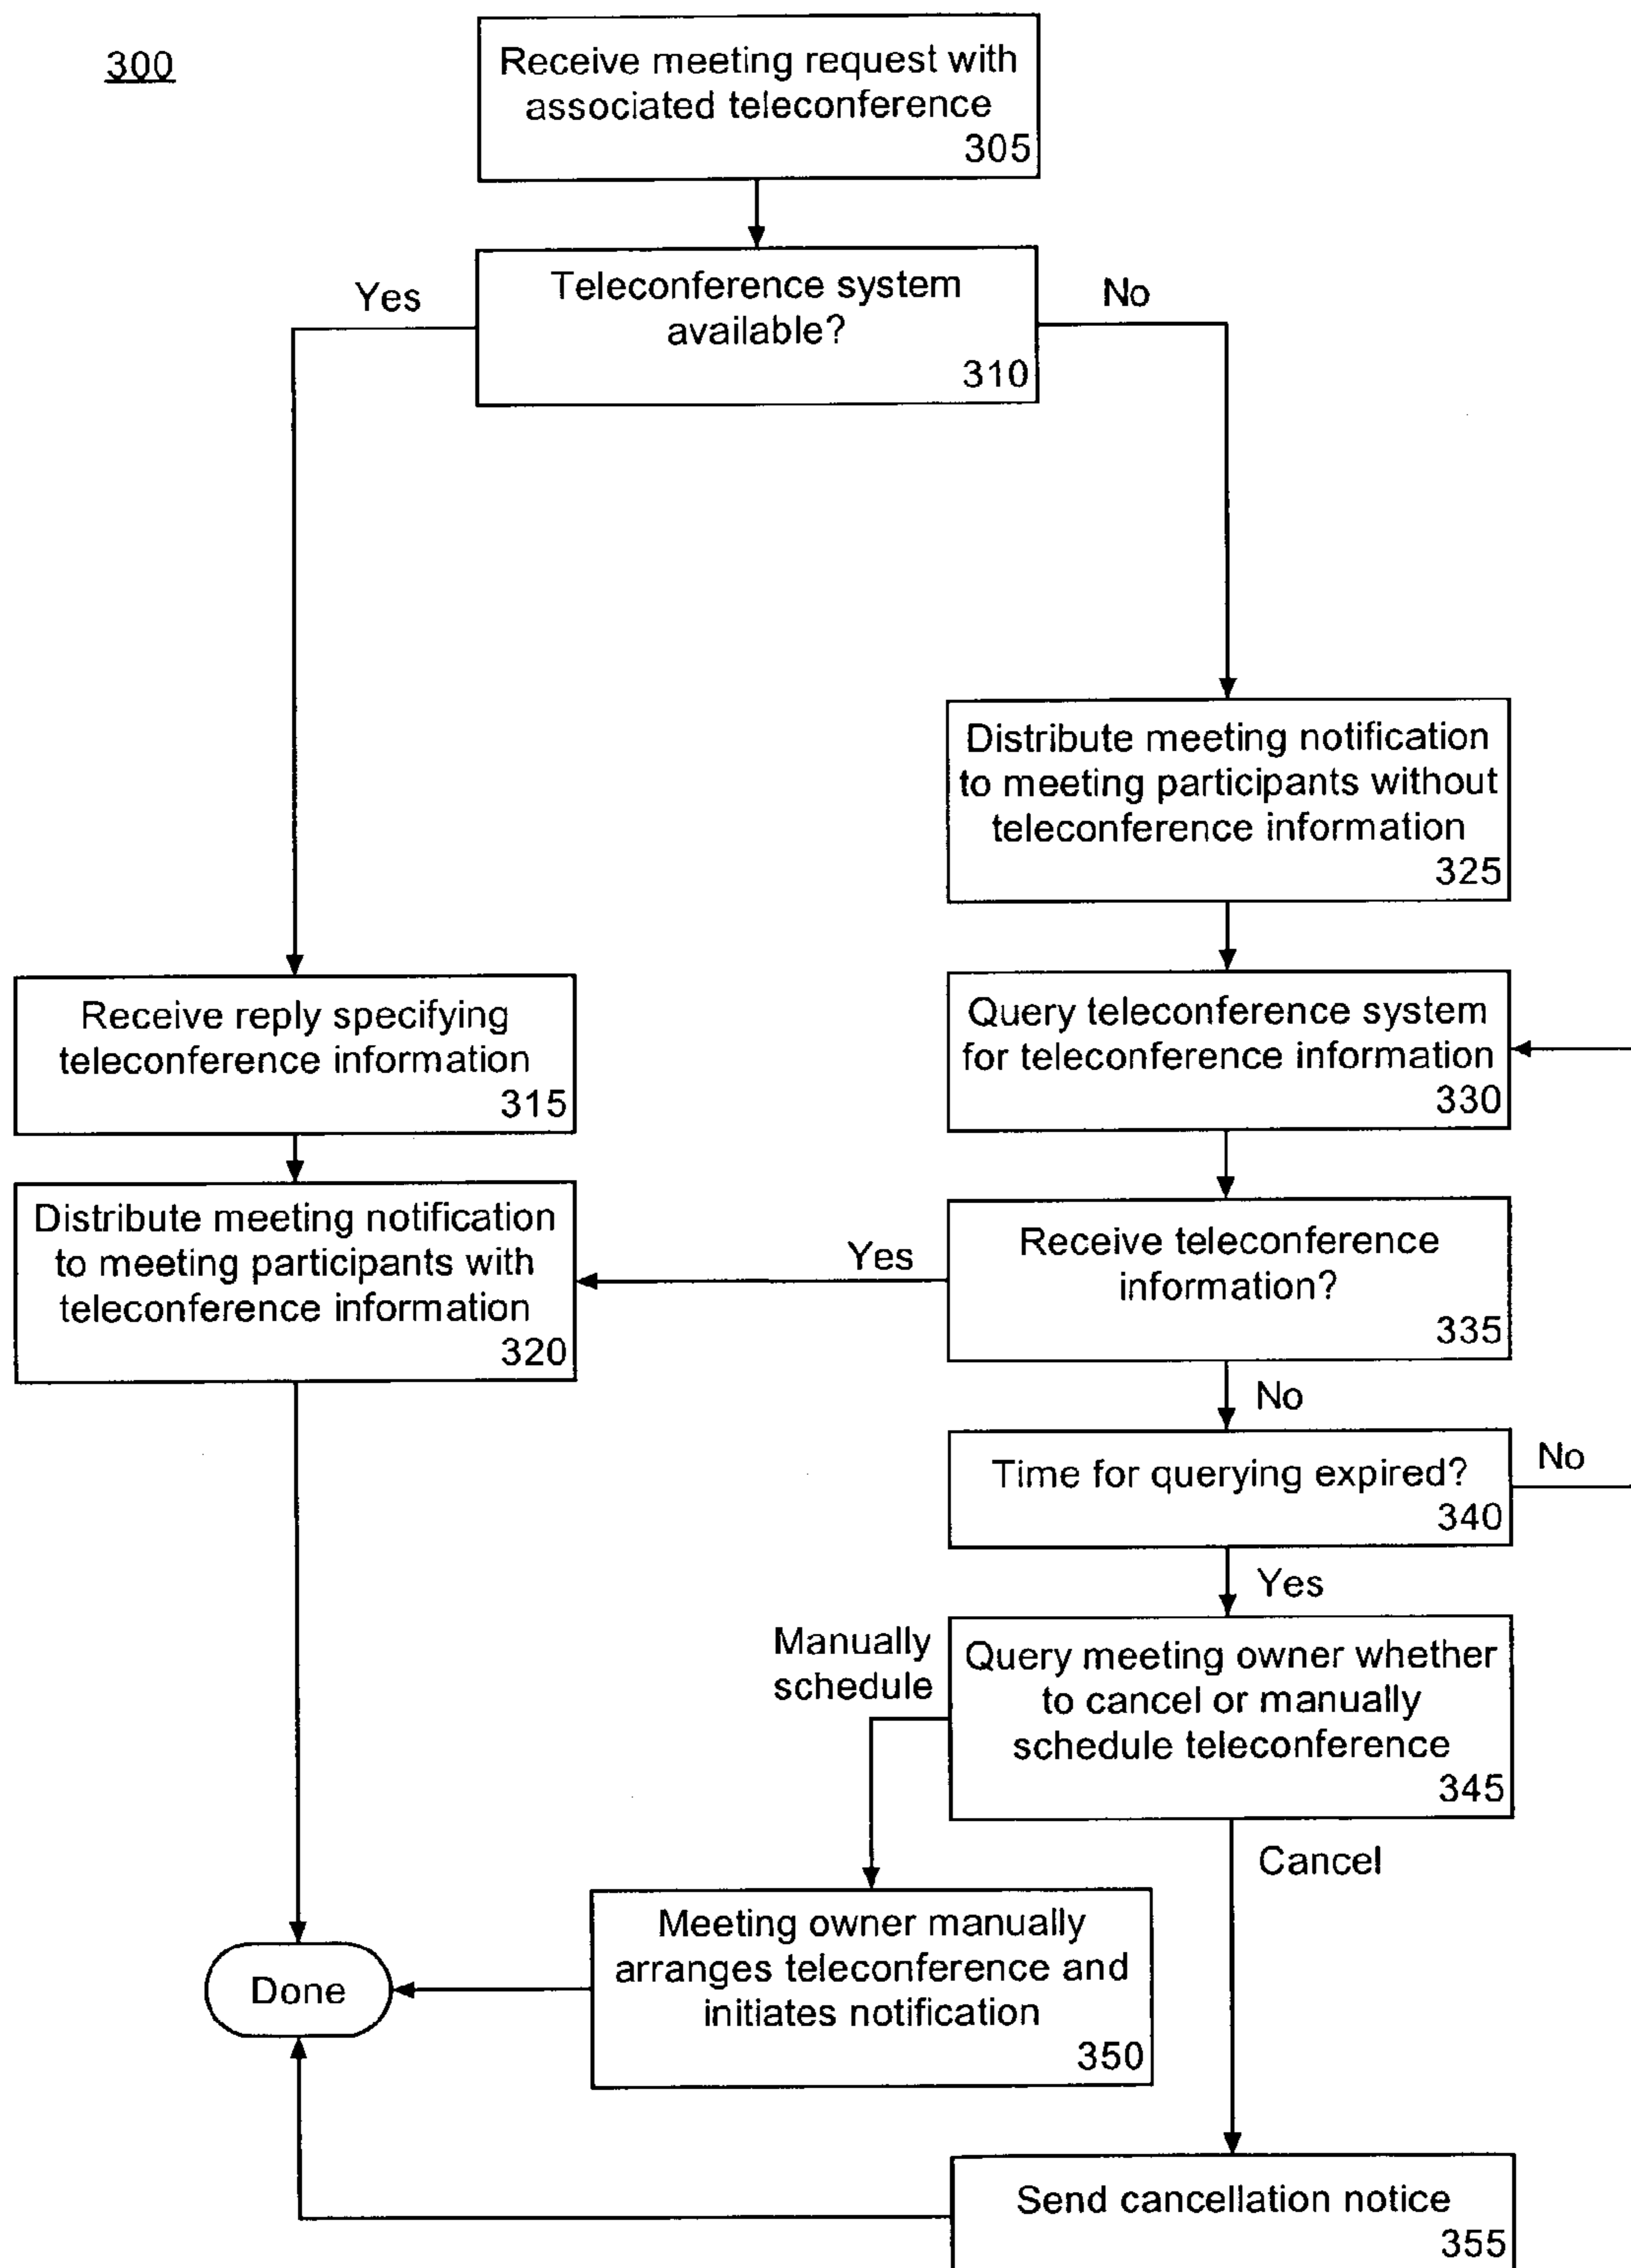 300
Receive meeting request with
associated teleconference
305
Teleconference system
available?
310
Yes
No
Distribute meeting notification
to meeting participants without
teleconference information
325
Receive reply specifying
teleconference information
315
Query teleconference system
for teleconference information
330
Distribute meeting notification
to meeting participants with
teleconference information
320
Yes
Receive teleconference
information?
335
No
Time for querying expired?
340
No
Yes
Manually
schedule
Query meeting owner whether
to cancel or manually
schedule teleconference
345
Cancel
Meeting owner manually
arranges teleconference and
initiates notification
350
Done
Send cancellation notice
355